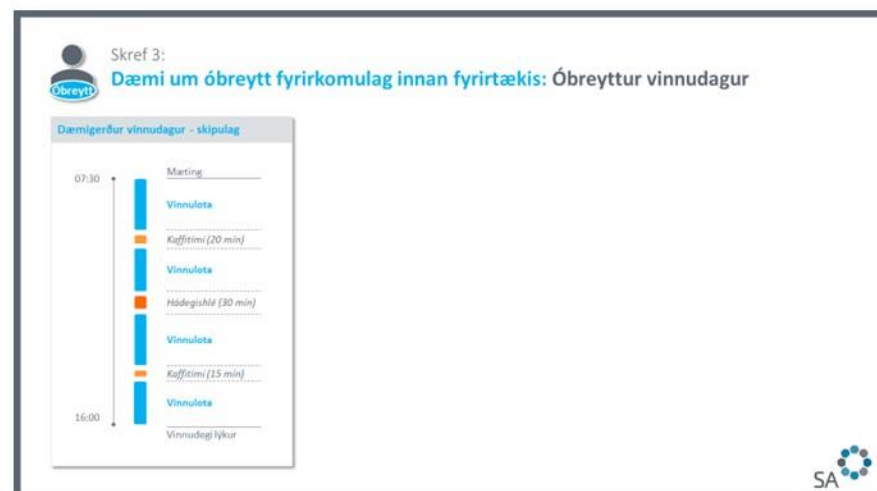 Skref 3:
Dæmi um óbreytt fyrirkomulag innan fyrirtækis: Óbreyttur vinnudagur
Óbreytt
Dæmigerður vinnudagur - skipulag
07:30
Mæting
Vinnulota
Kaffitími (20 mín)
Vinnulota
Hádegishlé (30 mín)
Vinnulota
Kaffitími (15 mín)
Vinnulota
16:00
Vinnudegi lýkur
SA